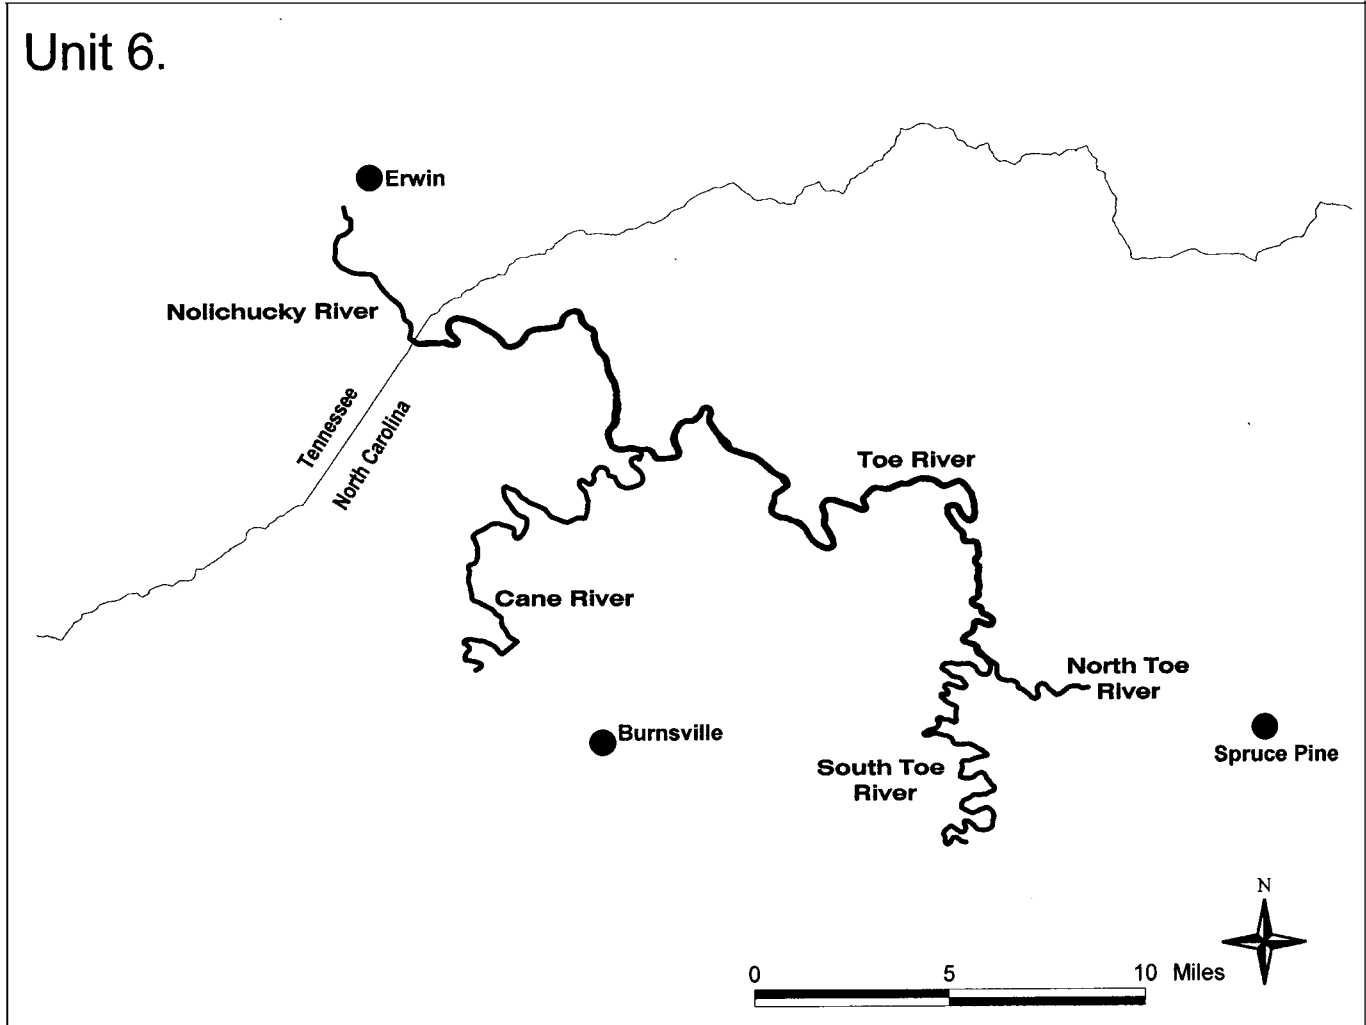 Unit 6.
Erwin
Nolichucky River
Tennessee
North Carolina
Toe River
Cane River
North Toe
River
Burnsville
Spruce Pine
South Toe
River
N
0 5 10 Miles